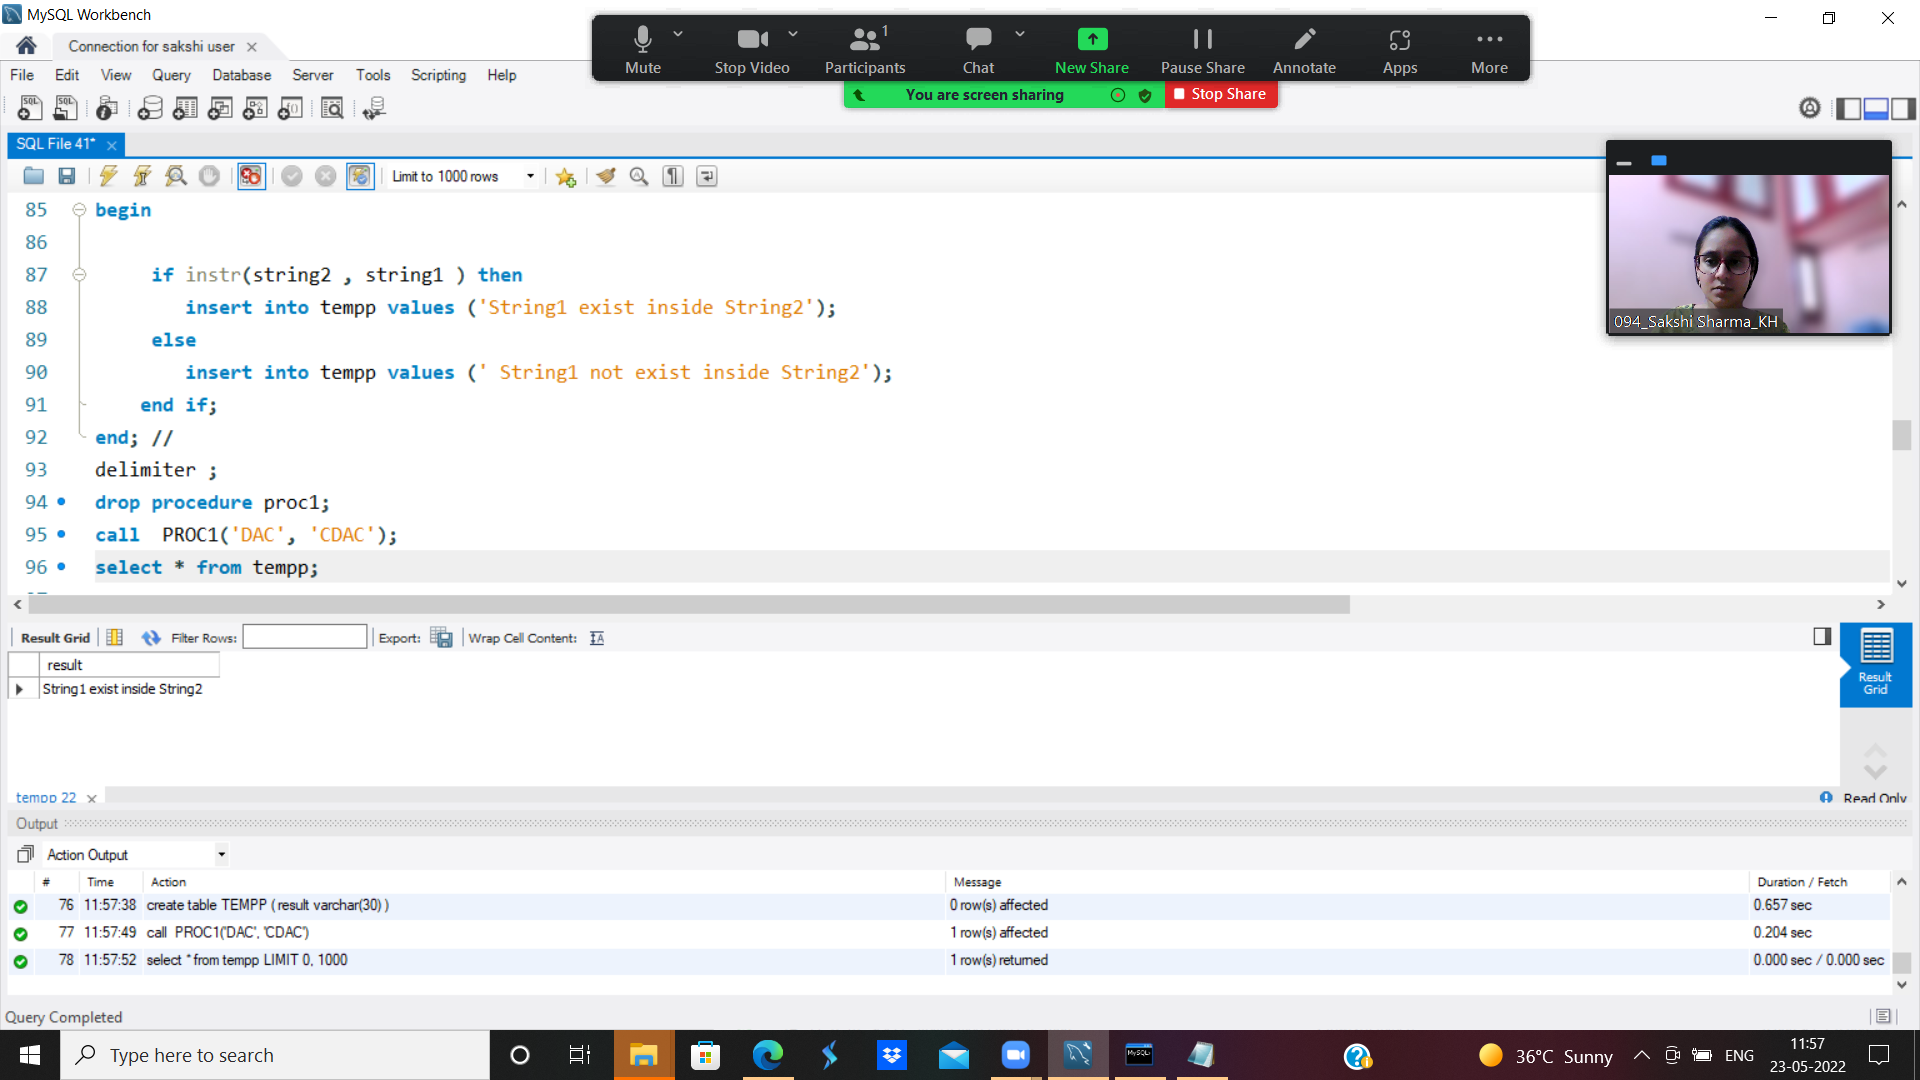 MySQL Workbench
Connection for sakshi user
File Edit View Query Database Server Tools Scripting Help
Mute Stop Video Participants 1 Chat New Share Pause Share Annotate Apps More
You are screen sharing Stop Share
SQL File 41*
Limit to 1000 rows
094_Sakshi Sharma_KH
85 begin
86
87 if instr(string2 , string1 ) then
88 insert into tempp values ('String1 exist inside String2');
89 else
90 insert into tempp values (' String1 not exist inside String2');
91 end if;
92 end; //
93 delimiter ;
94 drop procedure proc1;
95 call  PROC1('DAC', 'CDAC');
96 select * from tempp;
Result Grid Filter Rows: Export: Wrap Cell Content:
result
String1 exist inside String2
Result Grid
tempp 22
Read Only
Output
Action Output
# Time Action Message Duration / Fetch
76 11:57:38 create table TEMPP ( result varchar(30) ) 0 row(s) affected 0.657 sec
77 11:57:49 call  PROC1('DAC', 'CDAC') 1 row(s) affected 0.204 sec
78 11:57:52 select * from tempp LIMIT 0, 1000 1 row(s) returned 0.000 sec / 0.000 sec
Query Completed
Type here to search
36°C Sunny
ENG
11:57
23-05-2022